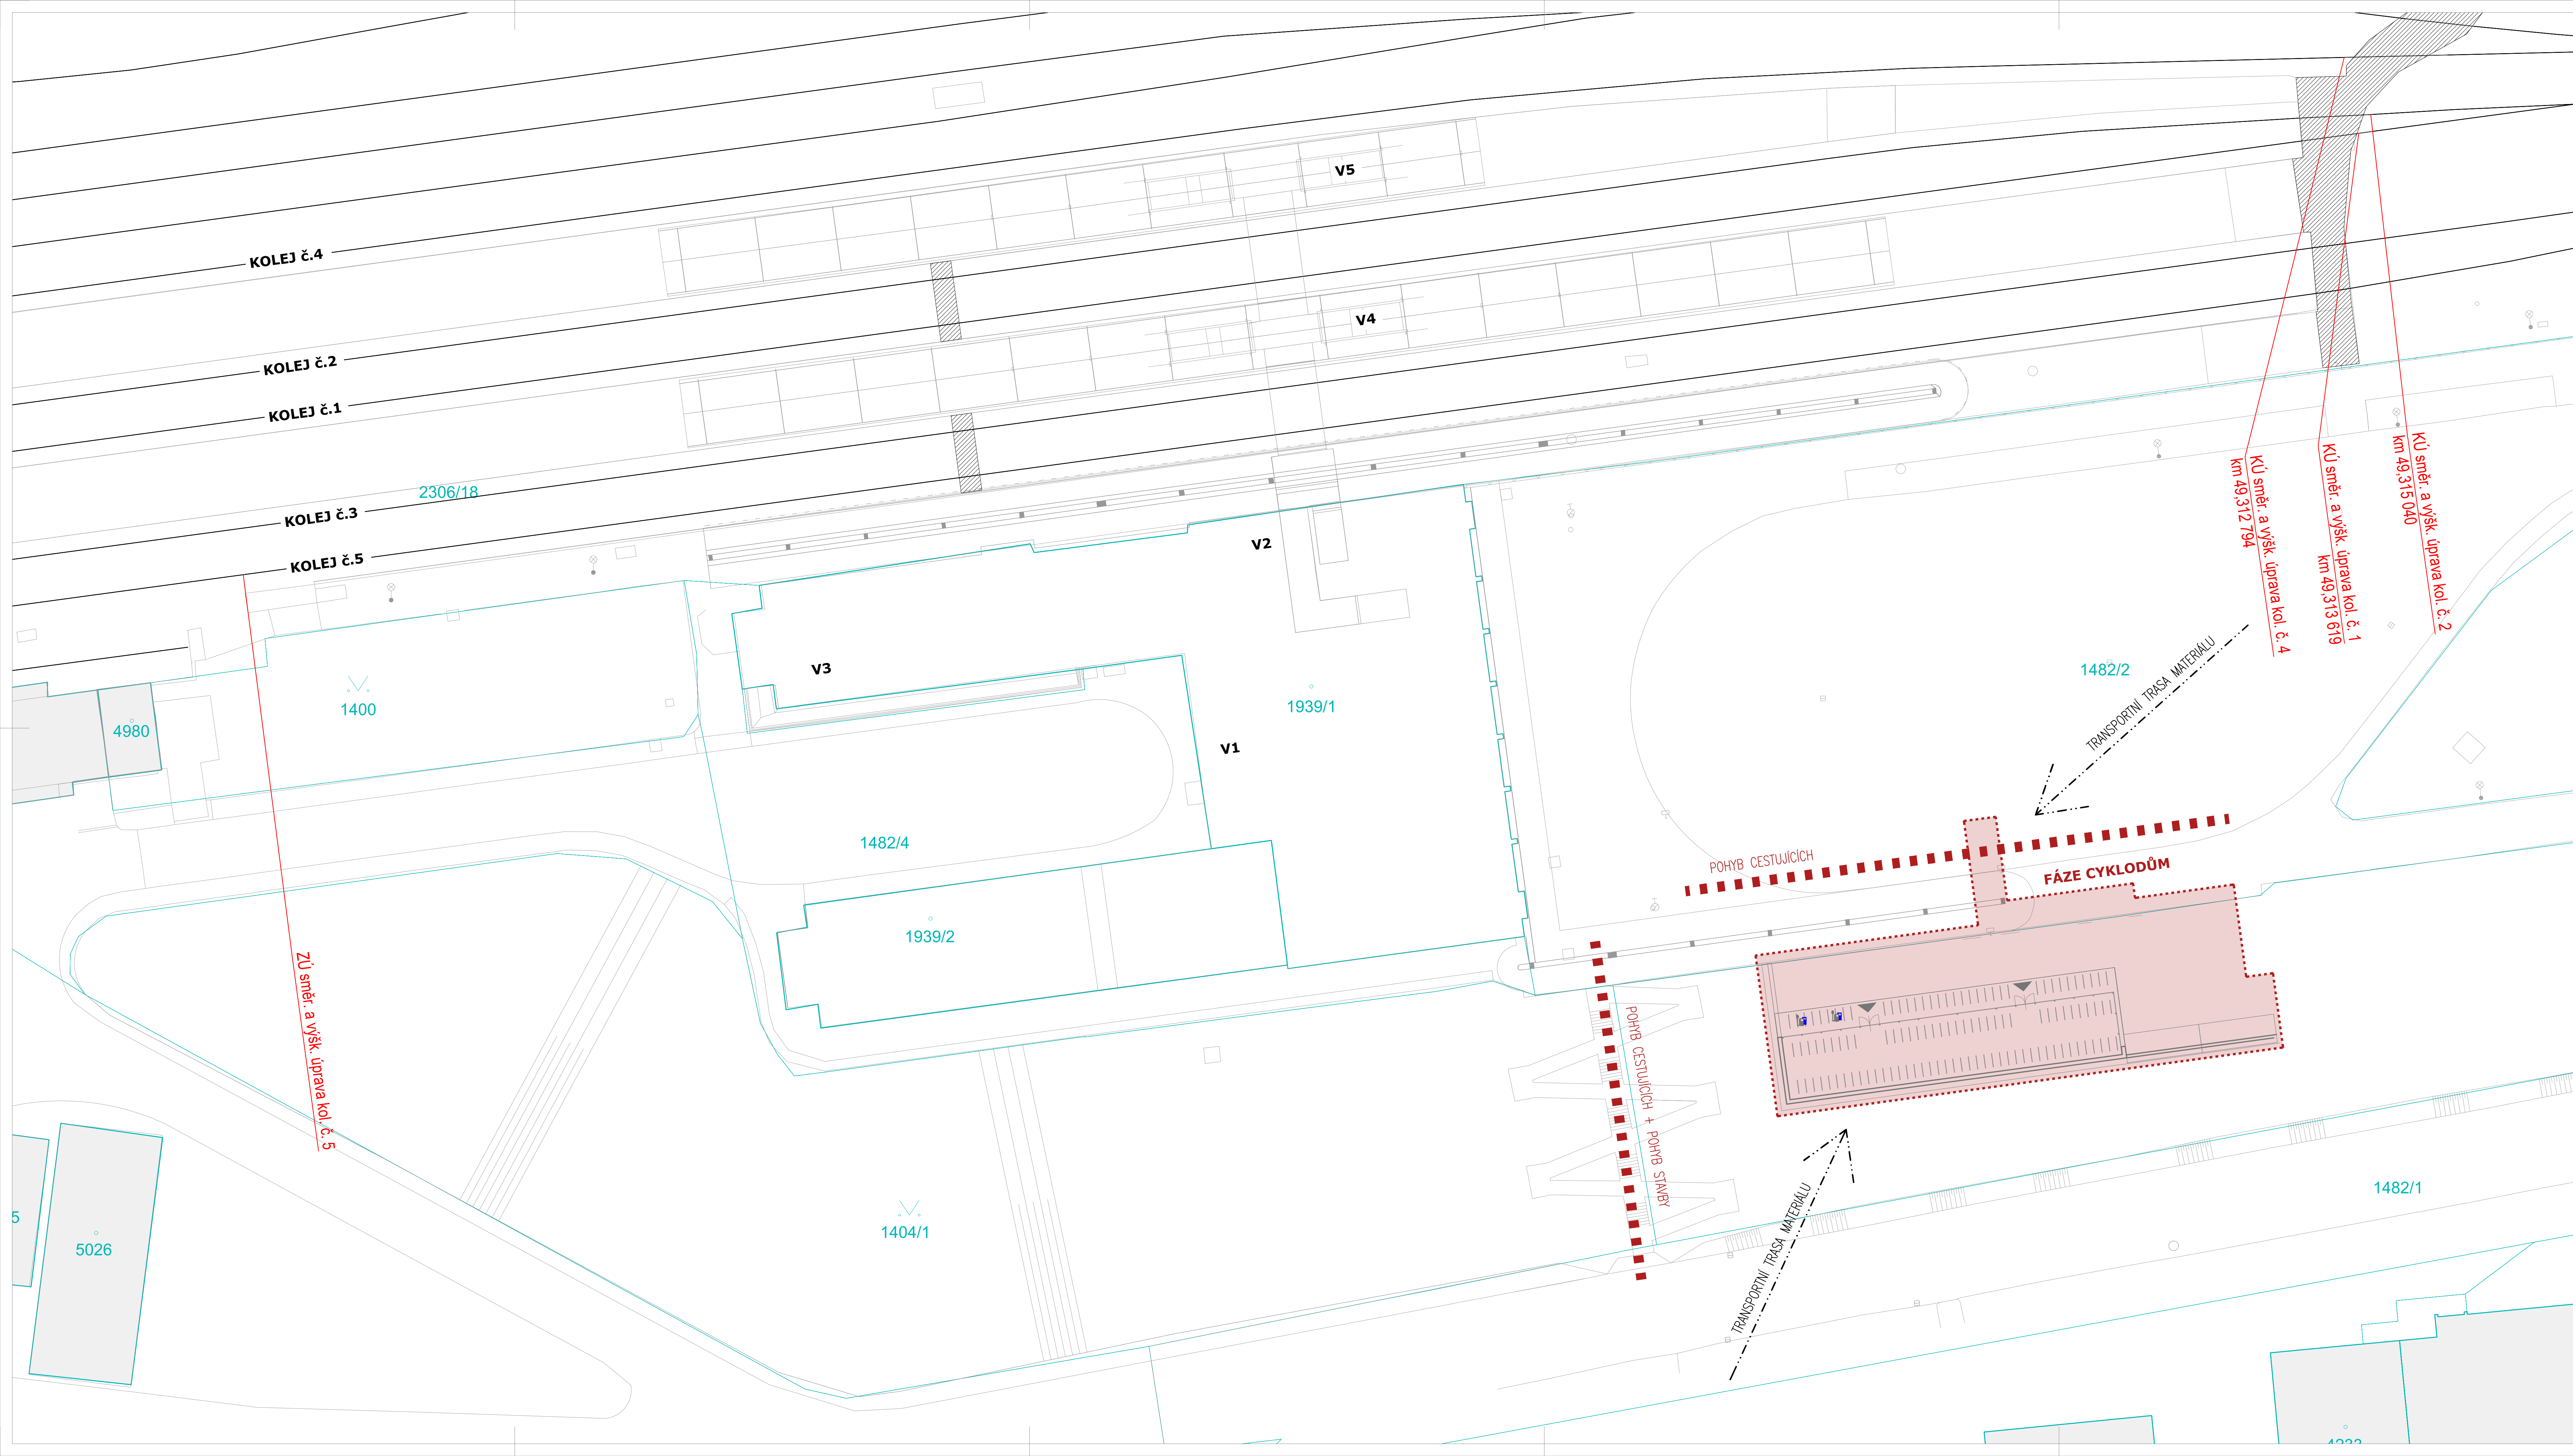 V5
KOLEJ č.4
V4
KOLEJ č.2
KOLEJ č.1
2306/18
KOLEJ č.3
KOLEJ č.5
V2
KÚ směr. a výšk. úprava kol. č. 4
km 49,312 794
KÚ směr. a výšk. úprava kol. č. 1
km 49,313 619
KÚ směr. a výšk. úprava kol. č. 2
km 49,315 040
V3
1400
4980
1939/1
1482/2
TRANSPORTNÍ TRASA MATERIÁLU
V1
1482/4
POHYB CESTUJÍCÍCH
FÁZE CYKLODŮM
1939/2
ZÚ směr. a výšk. úprava kol. č. 5
POHYB CESTUJÍCÍCH + POHYB STAVBY
1482/1
5
5026
1404/1
TRANSPORTNÍ TRASA MATERIÁLU